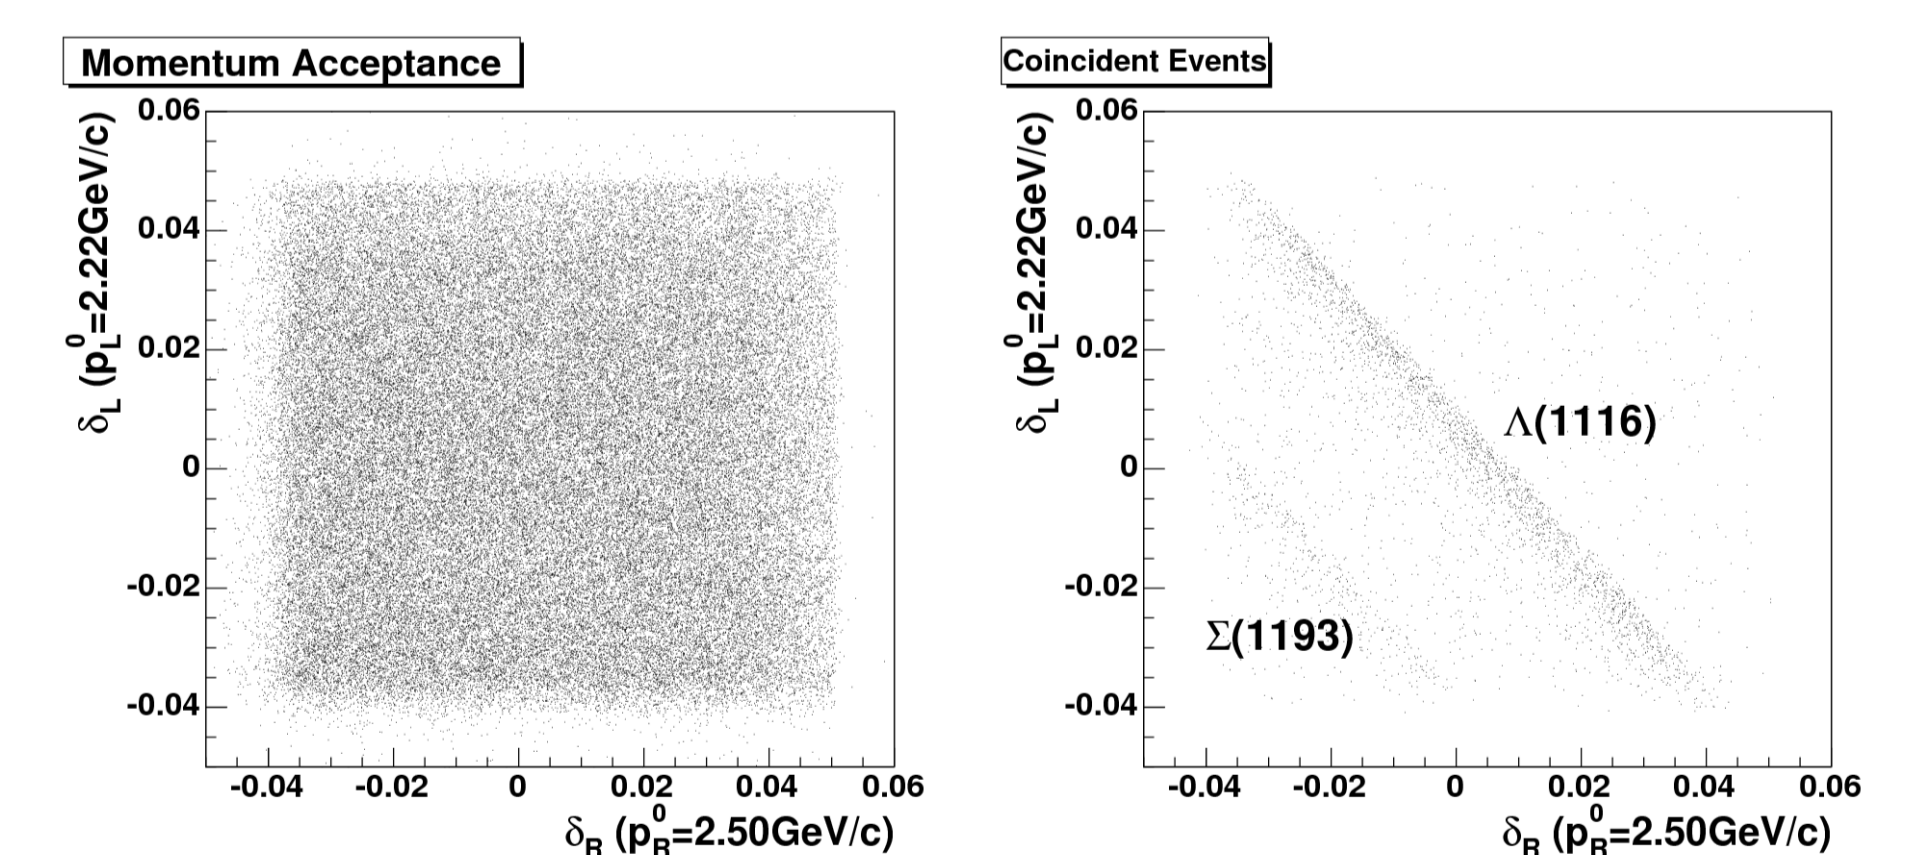 Momentum Acceptance
0.06
0.04
0.02
0
-0.02
-0.04
δL (p0L=2.22GeV/c)
-0.04 -0.02 0 0.02 0.04 0.06
δR (p0R=2.50GeV/c)
Coincident Events
0.06
0.04
0.02
0
-0.02
-0.04
δL (p0L=2.22GeV/c)
Λ(1116)
Σ(1193)
-0.04 -0.02 0 0.02 0.04 0.06
δR (p0R=2.50GeV/c)